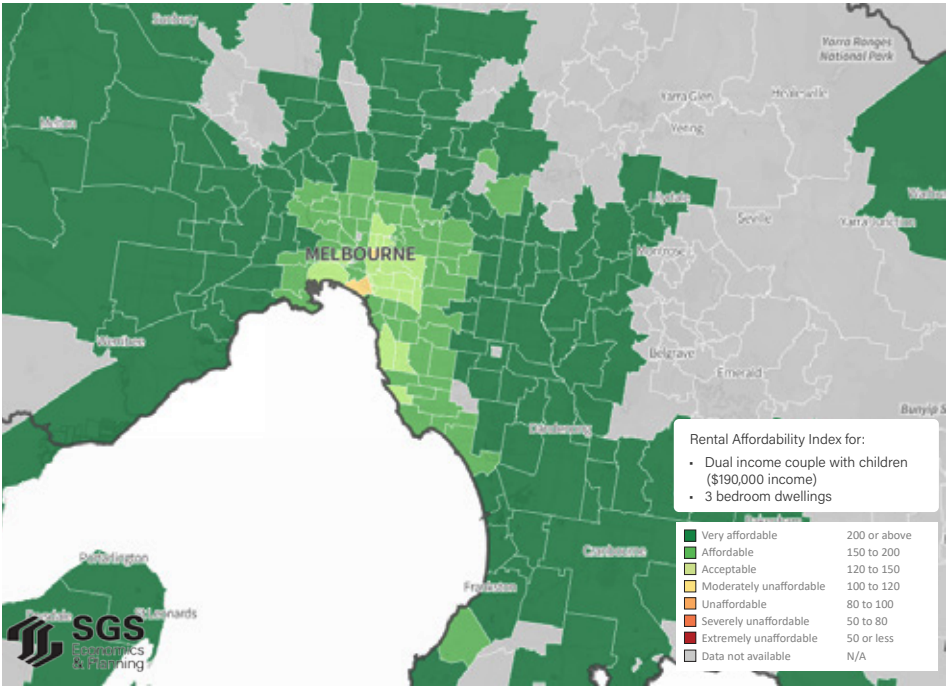 Sunbury
Yarra Ranges
National Park
Yarra Glen
Healesville
Melton
Yering
Lilydale
Seville
Yarra Junction
Montrose
MELBOURNE
Werribee
Belgrave
Emerald
Bunyip S
Dandenong
Rental Affordability Index for:
• Dual income couple with children
($190,000 income)
• 3 bedroom dwellings
Very affordable 200 or above
Affordable 150 to 200
Acceptable 120 to 150
Moderately unaffordable 100 to 120
Unaffordable 80 to 100
Severely unaffordable 50 to 80
Extremely unaffordable 50 or less
Data not available N/A
Cranbourne
Portarlington
Frankston
St Leonards
SGS
Economics
& Planning